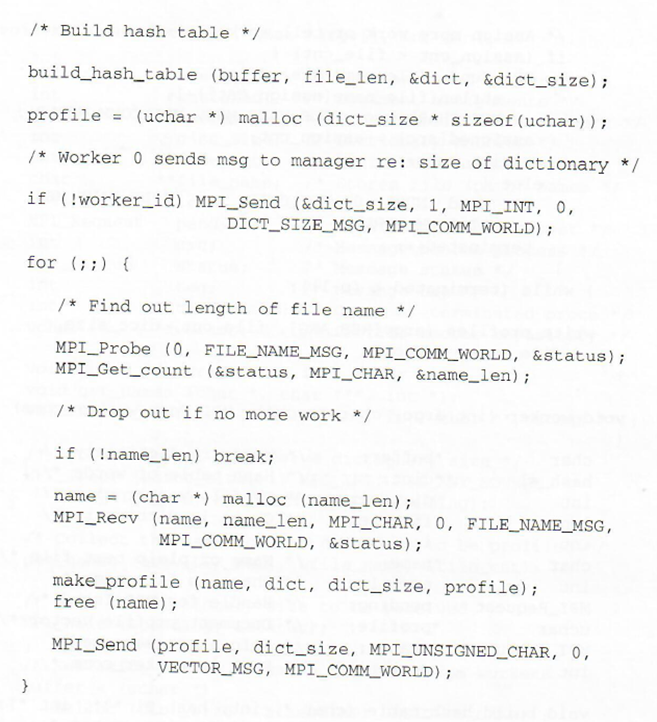 /* Build hash table */
build_hash_table (buffer, file_len, &dict, &dict_size);
profile = (uchar *) malloc (dict_size * sizeof(uchar));
/* Worker 0 sends msg to manager re: size of dictionary */
if (!worker_id) MPI_Send (&dict_size, 1, MPI_INT, 0,
DICT_SIZE_MSG, MPI_COMM_WORLD);
for (;;) {
/* Find out length of file name */
MPI_Probe (0, FILE_NAME_MSG, MPI_COMM_WORLD, &status);
MPI_Get_count (&status, MPI_CHAR, &name_len);
/* Drop out if no more work */
if (!name_len) break;
name = (char *) malloc (name_len);
MPI_Recv (name, name_len, MPI_CHAR, 0, FILE_NAME_MSG,
MPI_COMM_WORLD, &status);
make_profile (name, dict, dict_size, profile);
free (name);
MPI_Send (profile, dict_size, MPI_UNSIGNED_CHAR, 0,
VECTOR_MSG, MPI_COMM_WORLD);
}